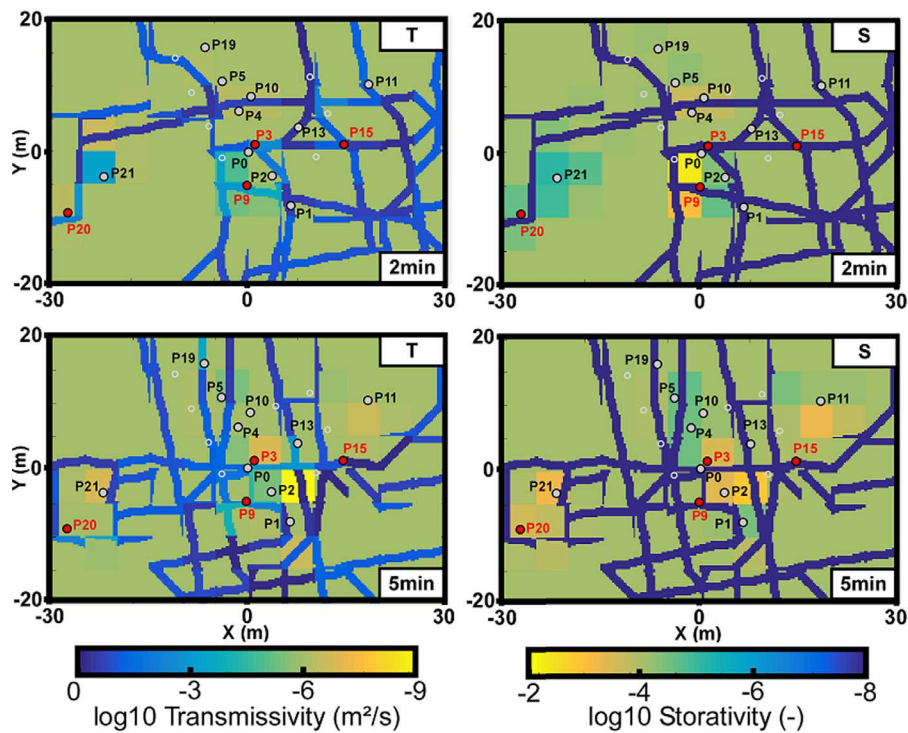 20
T
P19
P5
P10
P11
P4
P3
P13
P15
Y (m)
0
P0
P2
P21
P9
P20
P1
-20
2min
-30
0
30
S
P19
P5
P10
P11
P4
P3
P13
P15
P0
P2
P21
P9
P20
P1
2min
-30
0
30
20
T
P19
P5
P11
P10
P4
P13
P3
P15
Y (m)
0
P0
P21
P2
P9
P20
P1
-20
5min
-30
0
30
S
P19
P5
P11
P10
P4
P13
P3
P15
P0
P21
P2
P9
P20
P1
5min
-30
0
30
X (m)
0
-3
-6
-9
log10 Transmissivity (m²/s)
-2
-4
-6
-8
log10 Storativity (-)